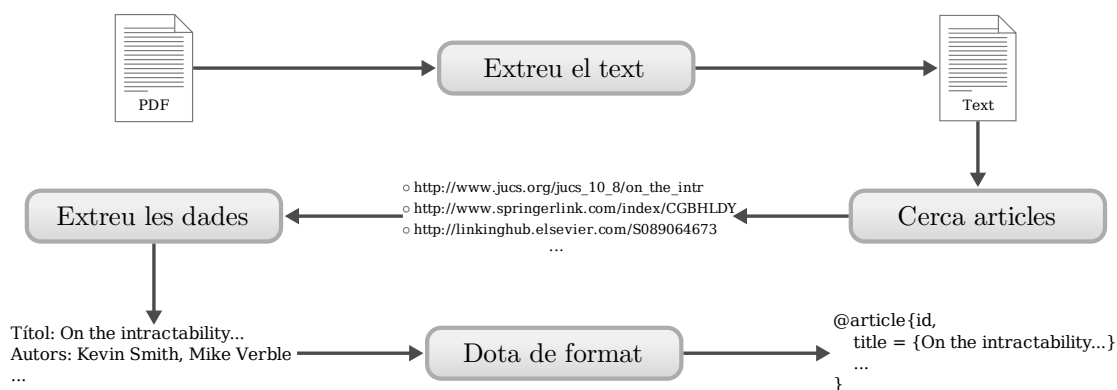 PDF
Extreu el text
Text
Extreu les dades
○ http://www.jucs.org/jucs_10_8/on_the_intr
○ http://www.springerlink.com/index/CGBHLDY
○ http://linkinghub.elsevier.com/S089064673
...
Cerca articles
Títol: On the intractability...
Autors: Kevin Smith, Mike Verble
...
Dota de format
@article{id,
title = {On the intractability...}
...
}